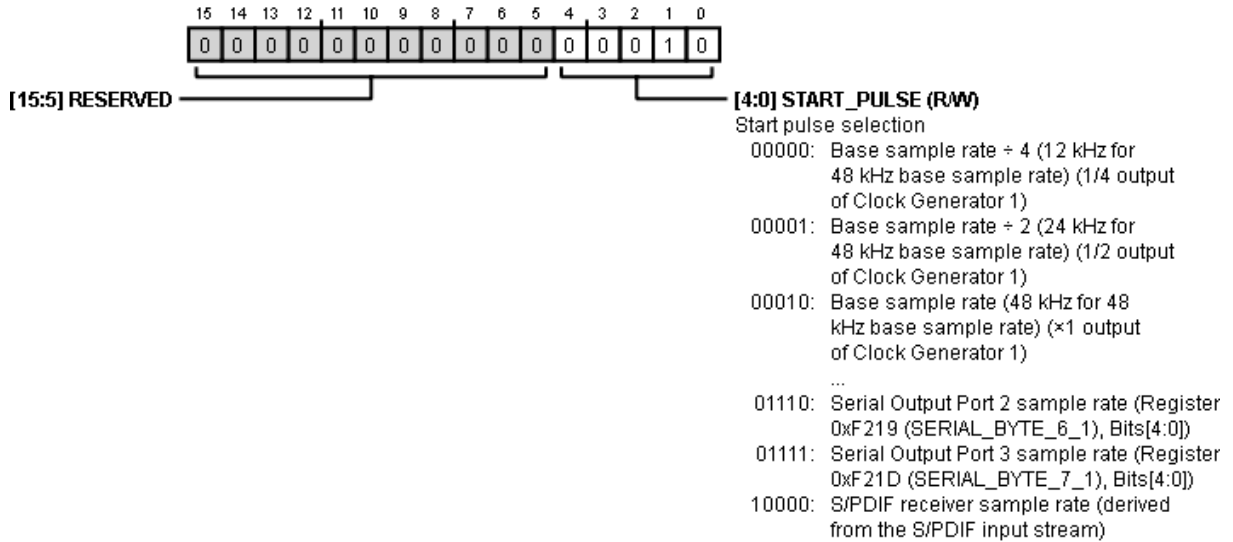 15 14 13 12 11 10 9 8 7 6 5 4 3 2 1 0
0 0 0 0 0 0 0 0 0 0 0 0 0 0 1 0
[15:5] RESERVED
[4:0] START_PULSE (R/W)
Start pulse selection
00000: Base sample rate ÷ 4 (12 kHz for
48 kHz base sample rate) (1/4 output
of Clock Generator 1)
00001: Base sample rate ÷ 2 (24 kHz for
48 kHz base sample rate) (1/2 output
of Clock Generator 1)
00010: Base sample rate (48 kHz for 48
kHz base sample rate) (×1 output
of Clock Generator 1)
...
01110: Serial Output Port 2 sample rate (Register
0xF219 (SERIAL_BYTE_6_1), Bits[4:0])
01111: Serial Output Port 3 sample rate (Register
0xF21D (SERIAL_BYTE_7_1), Bits[4:0])
10000: S/PDIF receiver sample rate (derived
from the S/PDIF input stream)